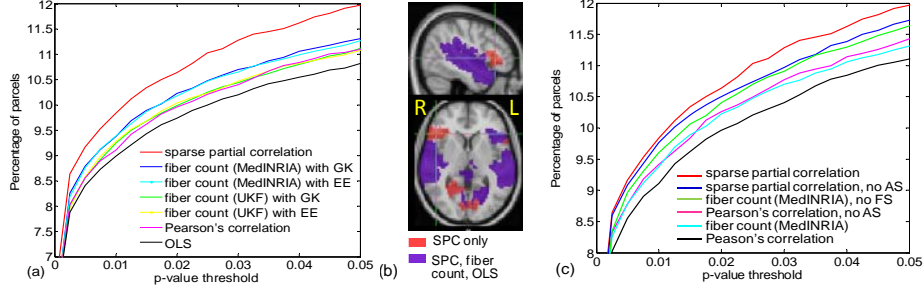 12
11.5
11
10.5
10
9.5
9
8.5
8
7.5
7
Percentage of parcels
sparse partial correlation
fiber count (MedINRIA) with GK
fiber count (MedINRIA) with EE
fiber count (UKF) with GK
fiber count (UKF) with EE
Pearson's correlation
OLS
0 0.01 0.02 0.03 0.04 0.05
p-value threshold
(a)
R L
SPC only
SPC, fiber
count, OLS
(b)
12
11.5
11
10.5
10
9.5
9
8.5
8
Percentage of parcels
sparse partial correlation
sparse partial correlation, no AS
fiber count (MedINRIA), no FS
Pearson's correlation, no AS
fiber count (MedINRIA)
Peason's correlation
0 0.01 0.02 0.03 0.04 0.05
p-value threshold
(c)